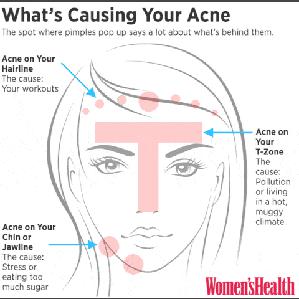 What's Causing Your Acne
The spot where pimples pop up says a lot about what's behind them.
Acne on Your
Hairline
The cause:
Your workouts
Acne on
Your
T-Zone
The
cause:
Pollution
or living
in a hot,
muggy
climate.
Acne on Your
Chin or
Jawline
The cause:
Stress or
eating too
much sugar
Women'sHealth